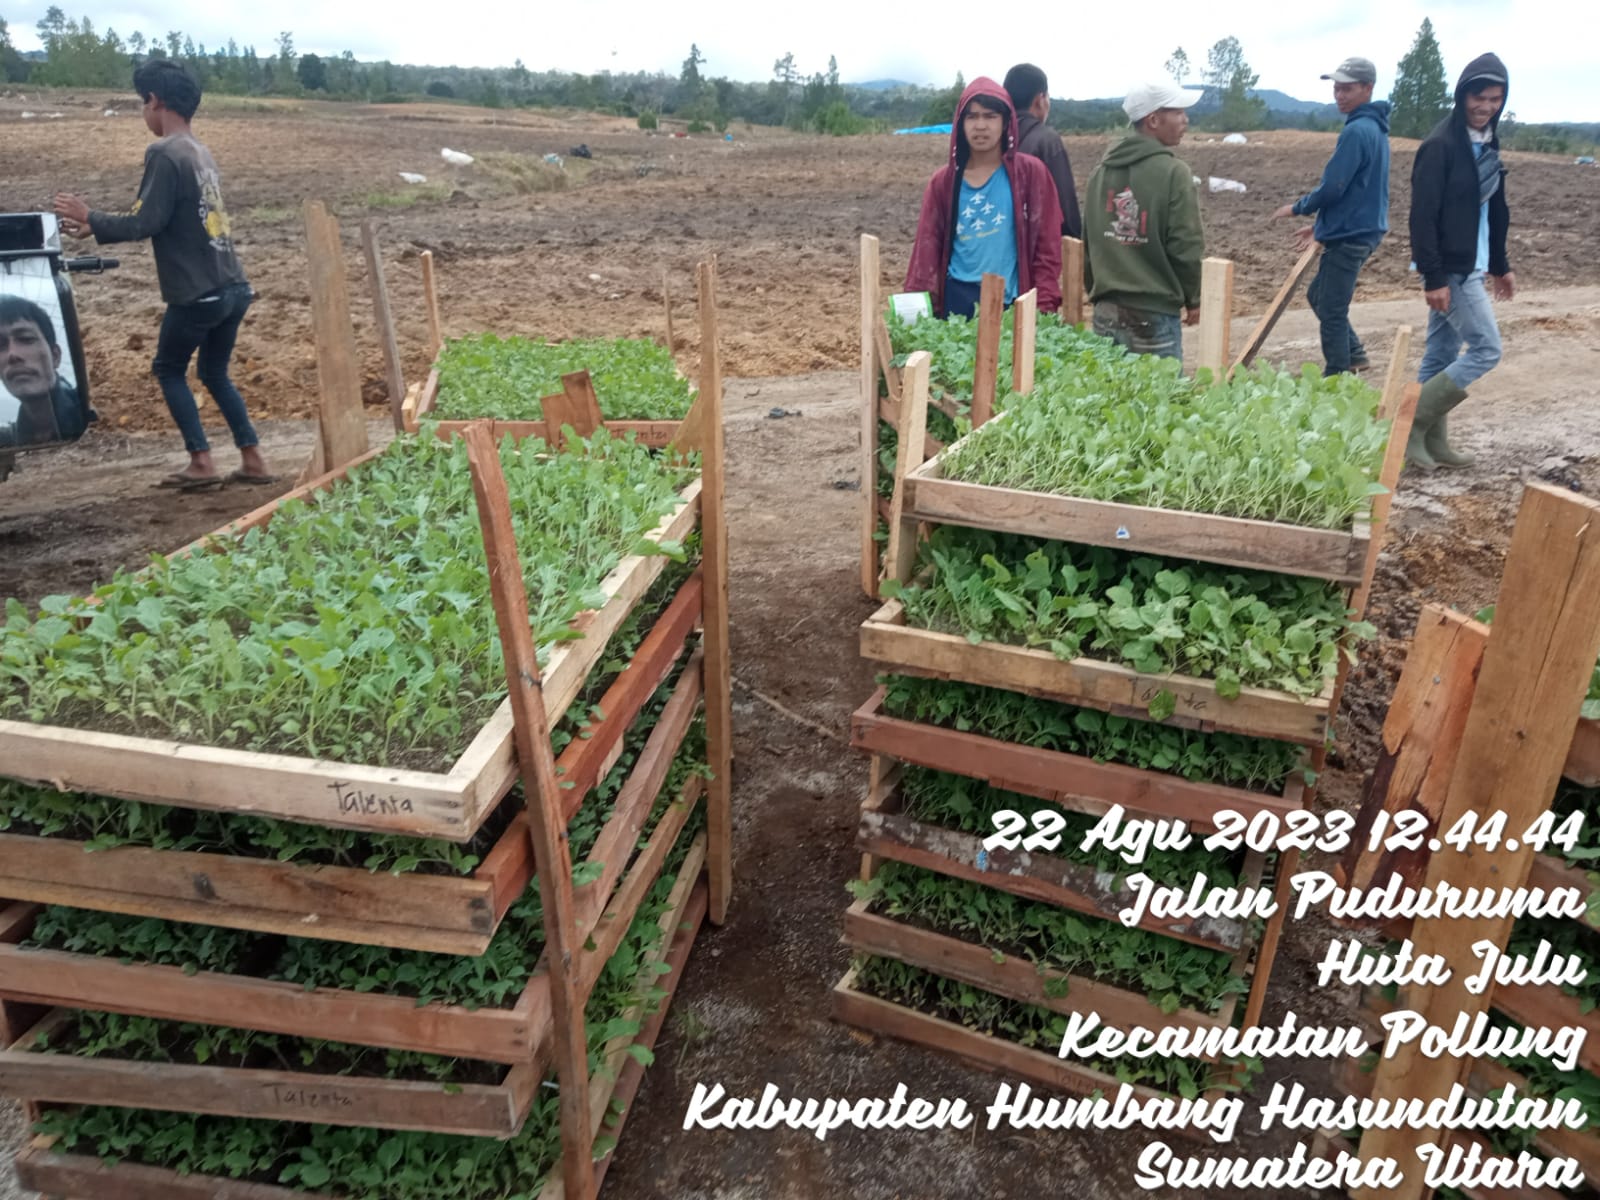 Talenta
Talenta
Talenta
22 Agu 2023 12.44.44
Jalan Puduruma
Huta Julu
Kecamatan Pollung
Kabupaten Humbang Hasundutan
Sumatera Utara